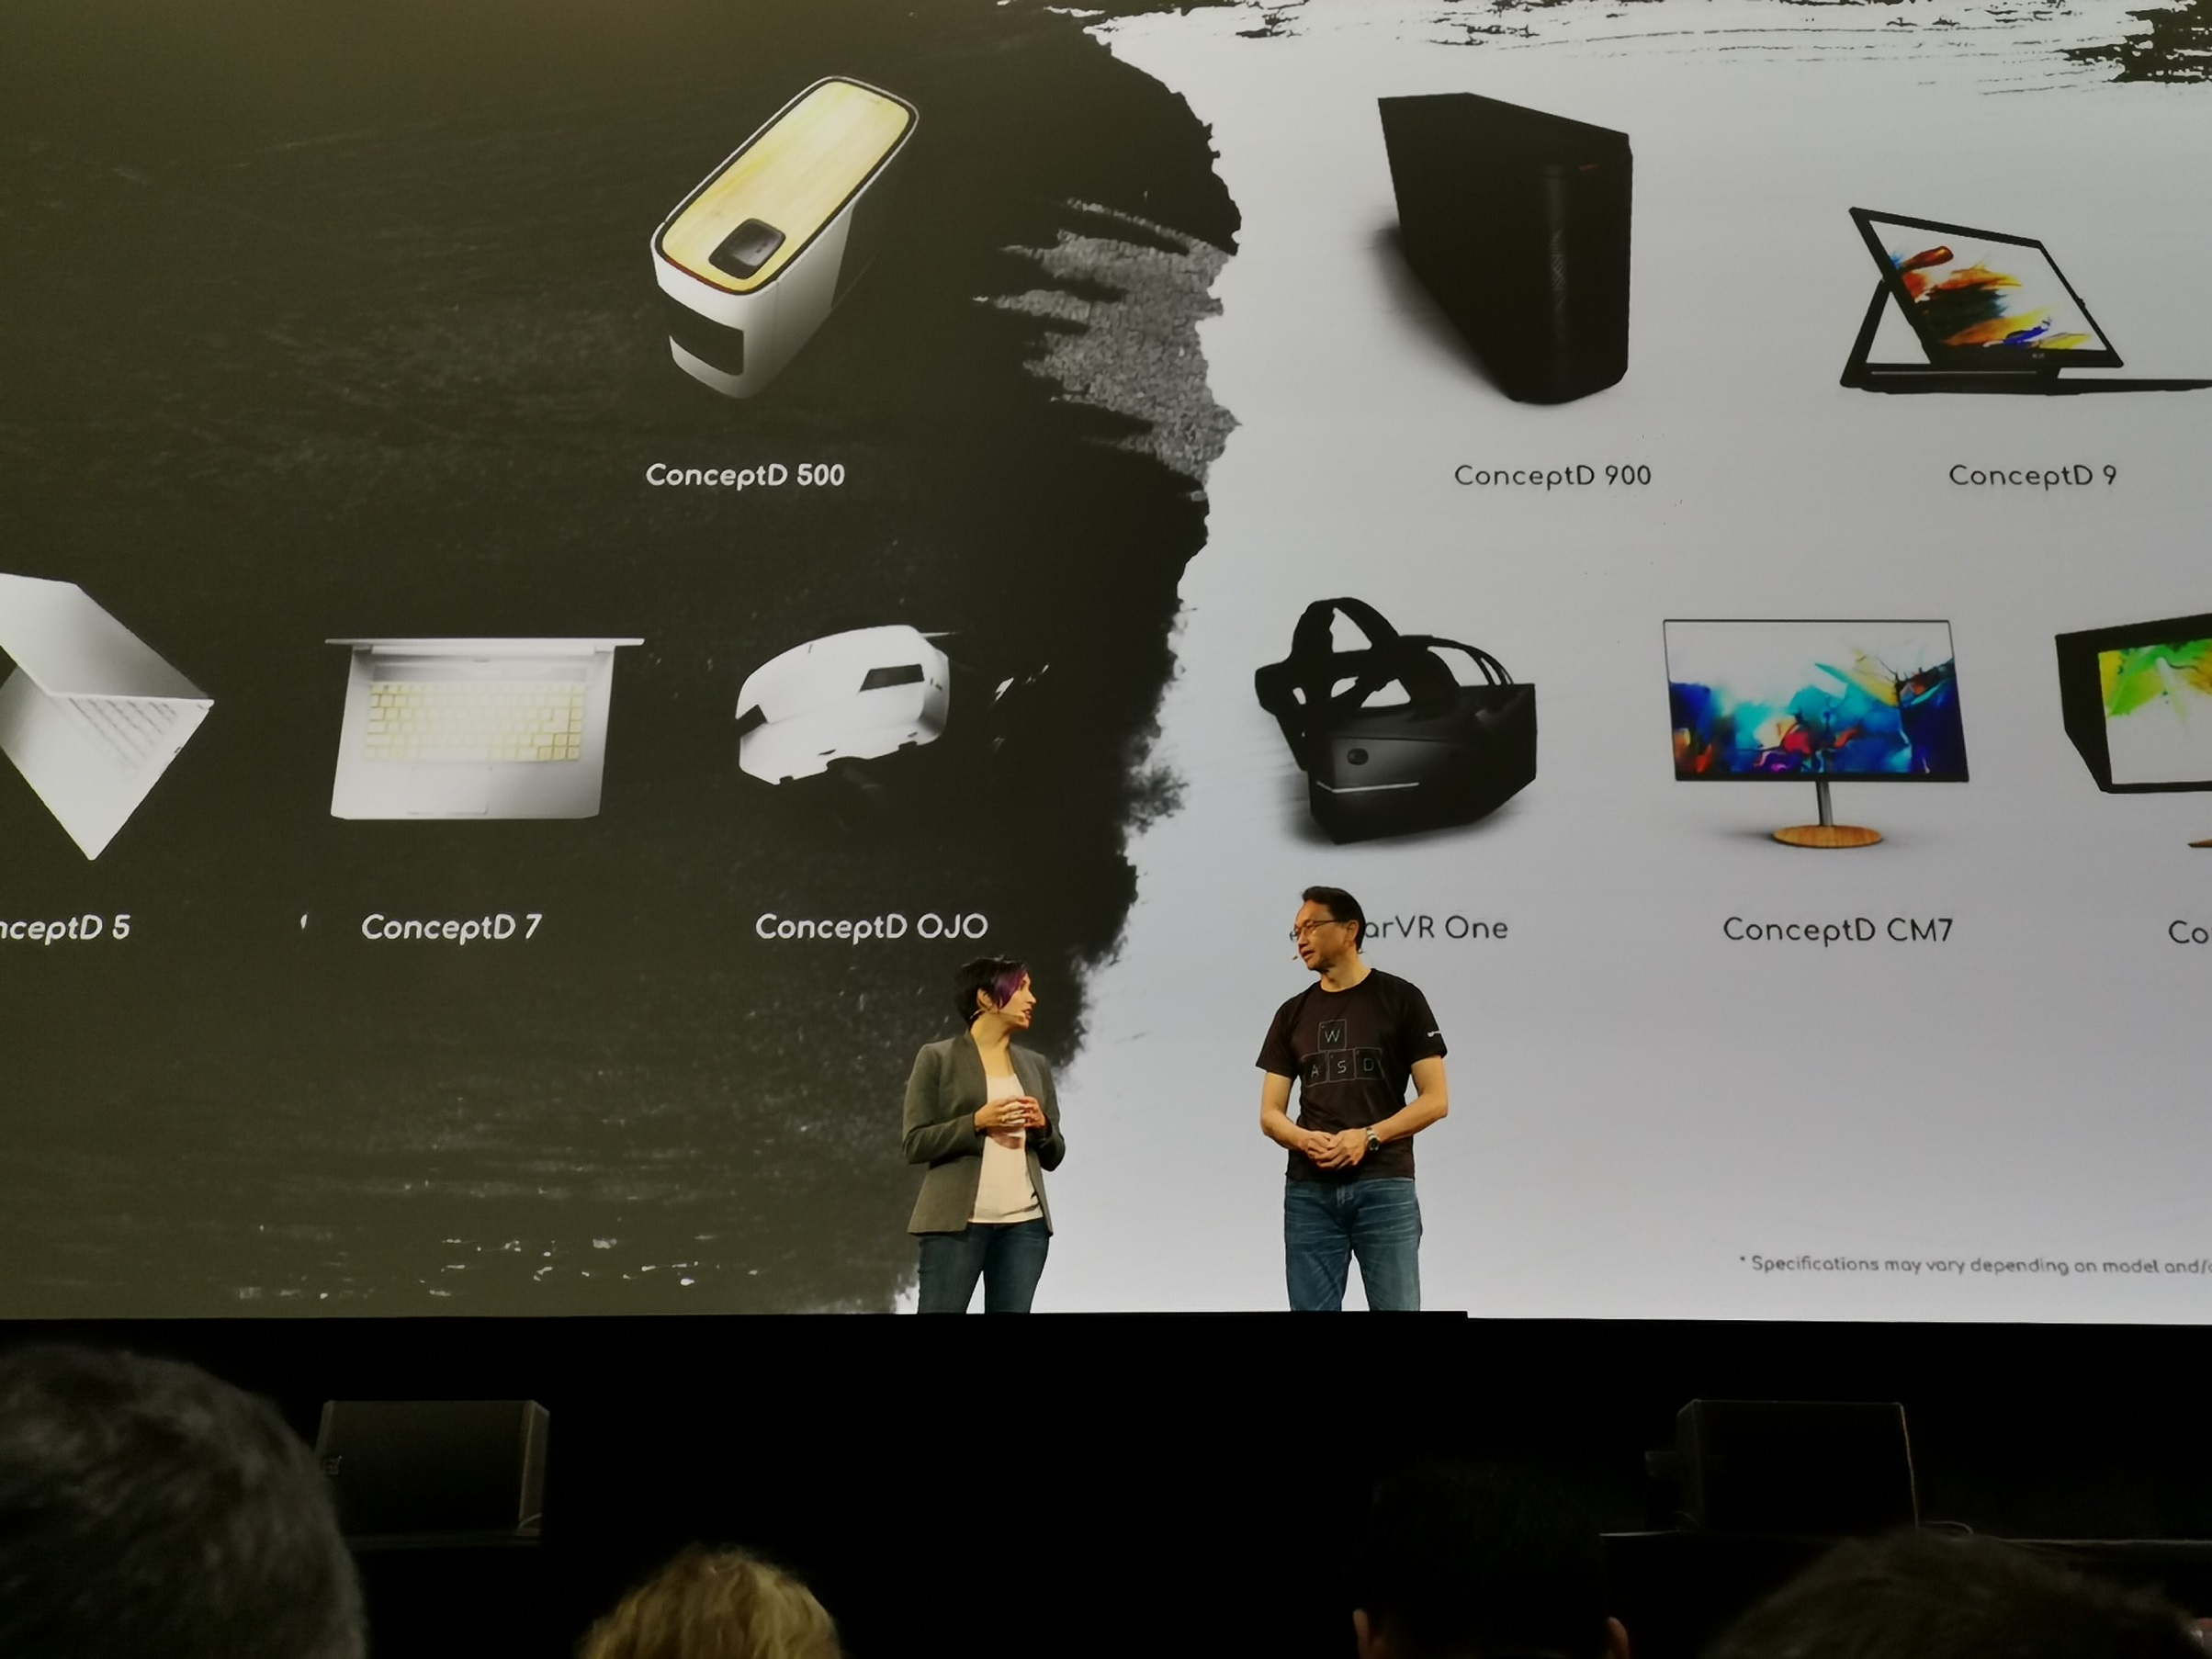 ConceptD 500
ConceptD 900
ConceptD 9
nceptD 5
ConceptD 7
ConceptD OJO
arVR One
ConceptD CM7
Co
W
A S D
* Specifications may vary depending on model and/